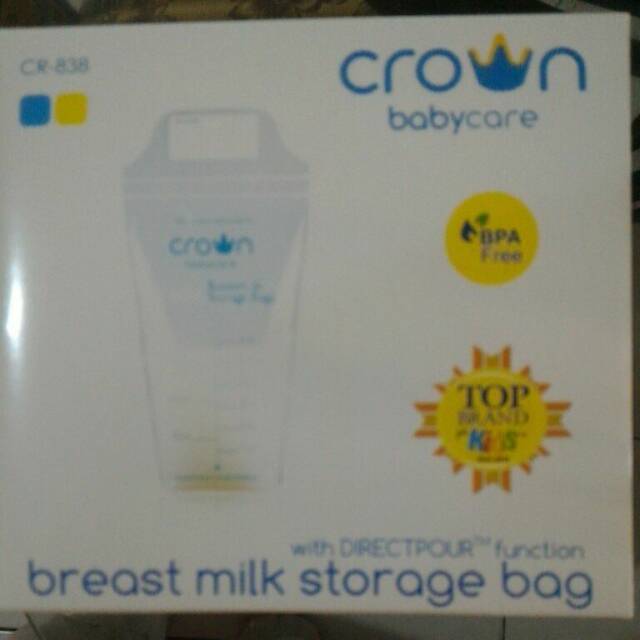 CR-838
crown
babycare
crown
BPA
Free
TOP
BRAND
KIDS
with DIRECTPOUR™ function
breast milk storage bag